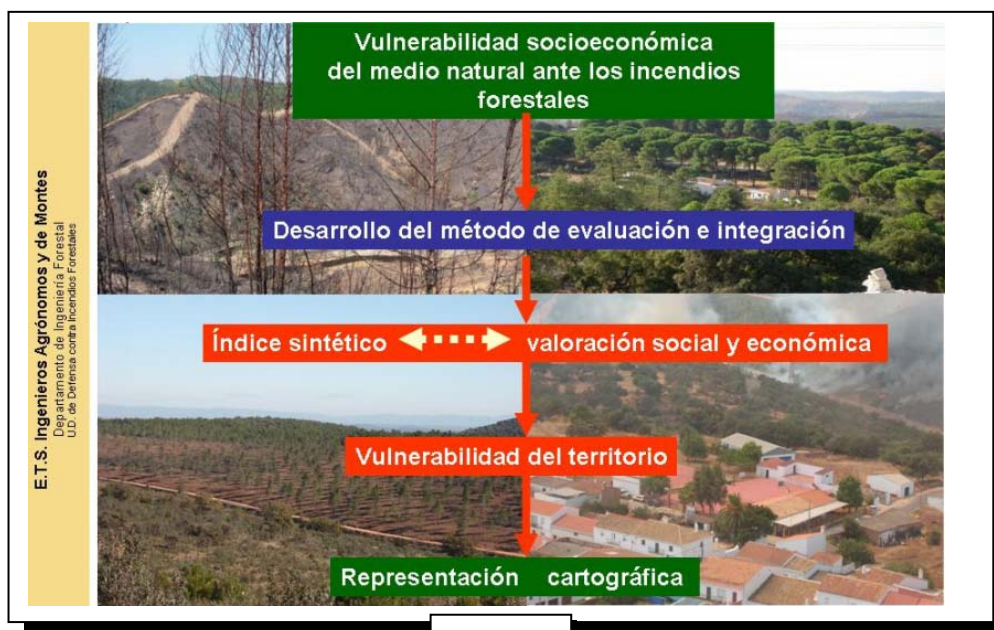 Vulnerabilidad socioeconómica
del medio natural ante los incendios
forestales
Desarrollo del método de evaluación e integración
Índice sintético
valoración social y económica
Vulnerabilidad del territorio
Representación cartográfica
E.T.S. Ingenieros Agrónomos y de Montes
Departamento de Ingeniería Forestal
U.D. de Defensa contra Incendios Forestales